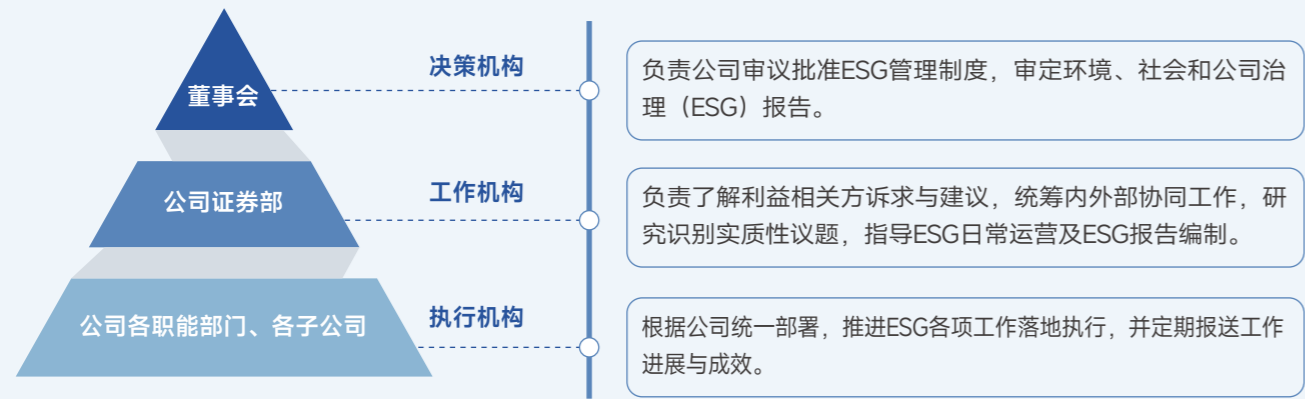 董事会
决策机构
负责公司审议批准ESG管理制度，审定环境、社会和公司治
理（ESG）报告。
公司证券部
工作机构
负责了解利益相关方诉求与建议，统筹内外部协同工作，研
究识别实质性议题，指导ESG日常运营及ESG报告编制。
公司各职能部门、各子公司
执行机构
根据公司统一部署，推进ESG各项工作落地执行，并定期报送工作
进展与成效。